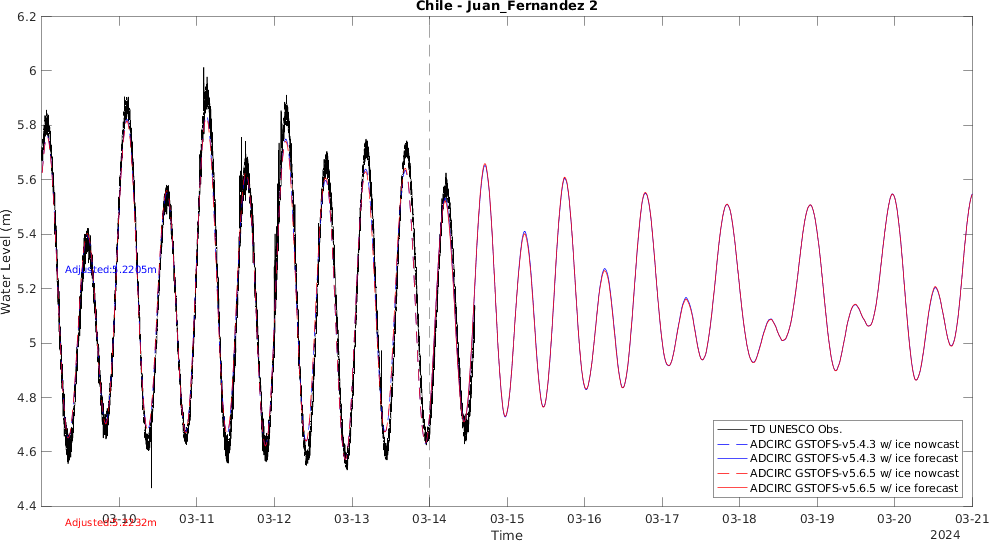 Chile - Juan_Fernandez 2
6.2
6
5.8
5.6
5.4
5.2
5
4.8
4.6
4.4
Water Level (m)
Adjusted:5.2205m
Adjusted:5.2232m
03-10
03-11
03-12
03-13
03-14
03-15
03-16
03-17
03-18
03-19
03-20
03-21
Time
2024
TD UNESCO Obs.
ADCIRC GSTOFS-v5.4.3 w/ ice nowcast
ADCIRC GSTOFS-v5.4.3 w/ ice forecast
ADCIRC GSTOFS-v5.6.5 w/ ice nowcast
ADCIRC GSTOFS-v5.6.5 w/ ice forecast